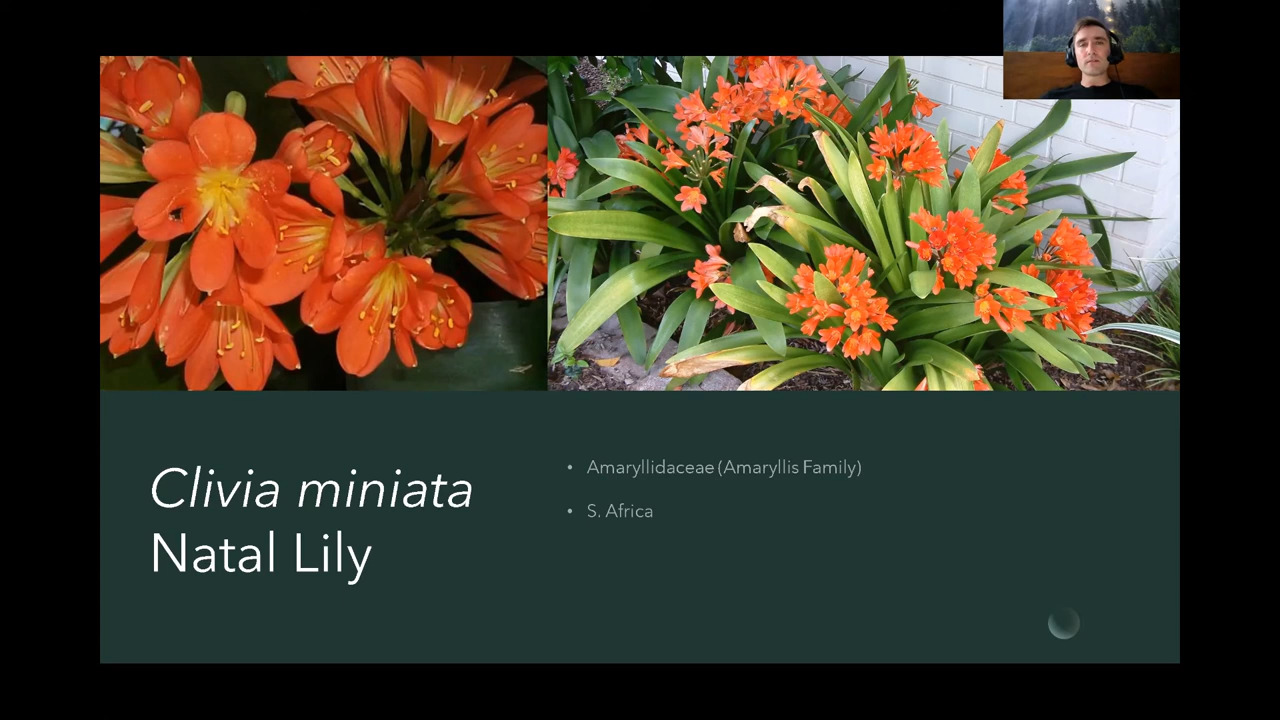 Clivia miniata
Natal Lily
• Amaryllidaceae (Amaryllis Family)
• S. Africa